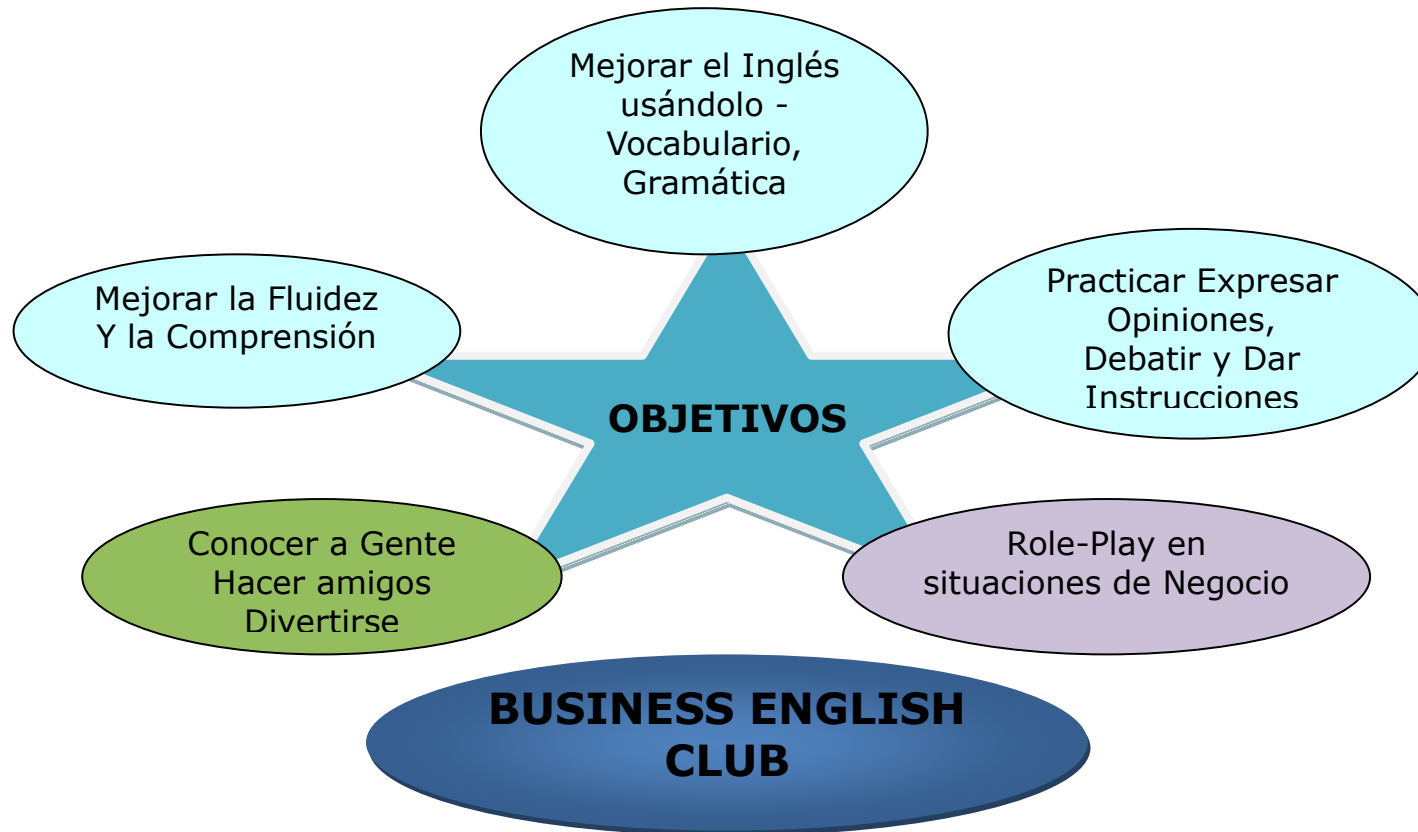 Mejorar el Inglés
usándolo -
Vocabulario,
Gramática
Mejorar la Fluidez
Y la Comprensión
Practicar Expresar
Opiniones,
Debatir y Dar
Instrucciones
OBJETIVOS
Conocer a Gente
Hacer amigos
Divertirse
Role-Play en
situaciones de Negocio
BUSINESS ENGLISH
CLUB